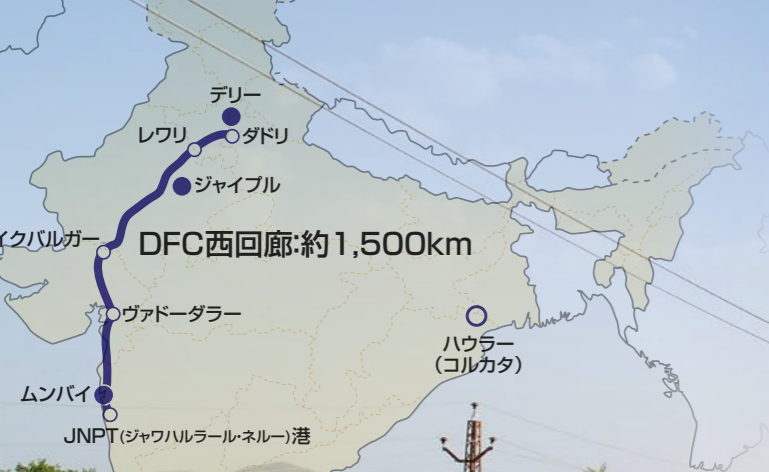 デリー
レワリ
ダドリ
ジャイプル
イクバルガー
DFC西回廊:約1,500km
ヴァドーダラー
ハウラー
(コルカタ)
ムンバイ
JNPT(ジャワハルラール・ネルー)港